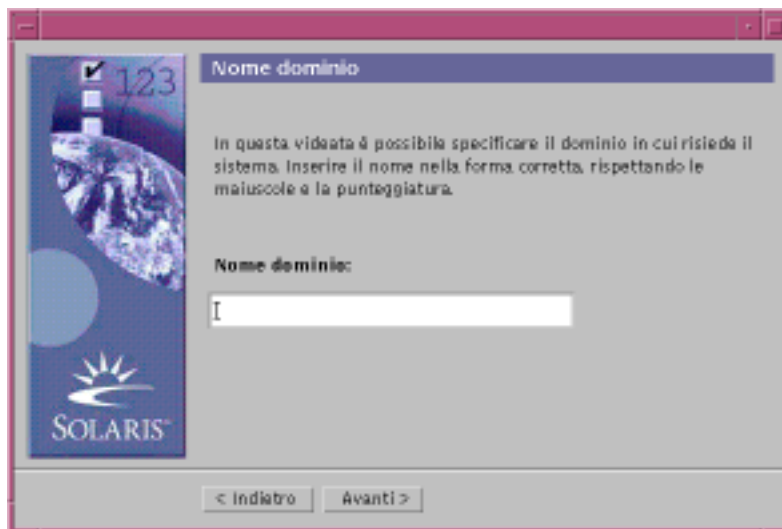 123
Nome dominio
In questa videata é possibile specificare il dominio in cui risiede il
sistema. Inserire il nome nella forma corretta, rispettando le
maiuscole e la punteggiatura.
Nome dominio:
SOLARIS™
< Indietro
Avanti >